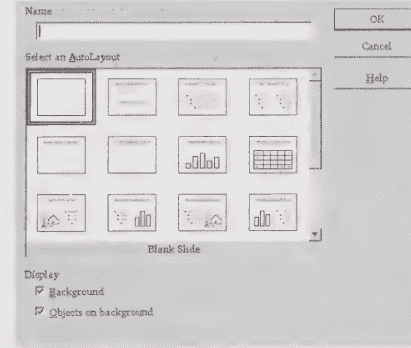 Name
OK
Cancel
Select an AutoLayout
Help
Blank Slide
Display
Background
Objects on background